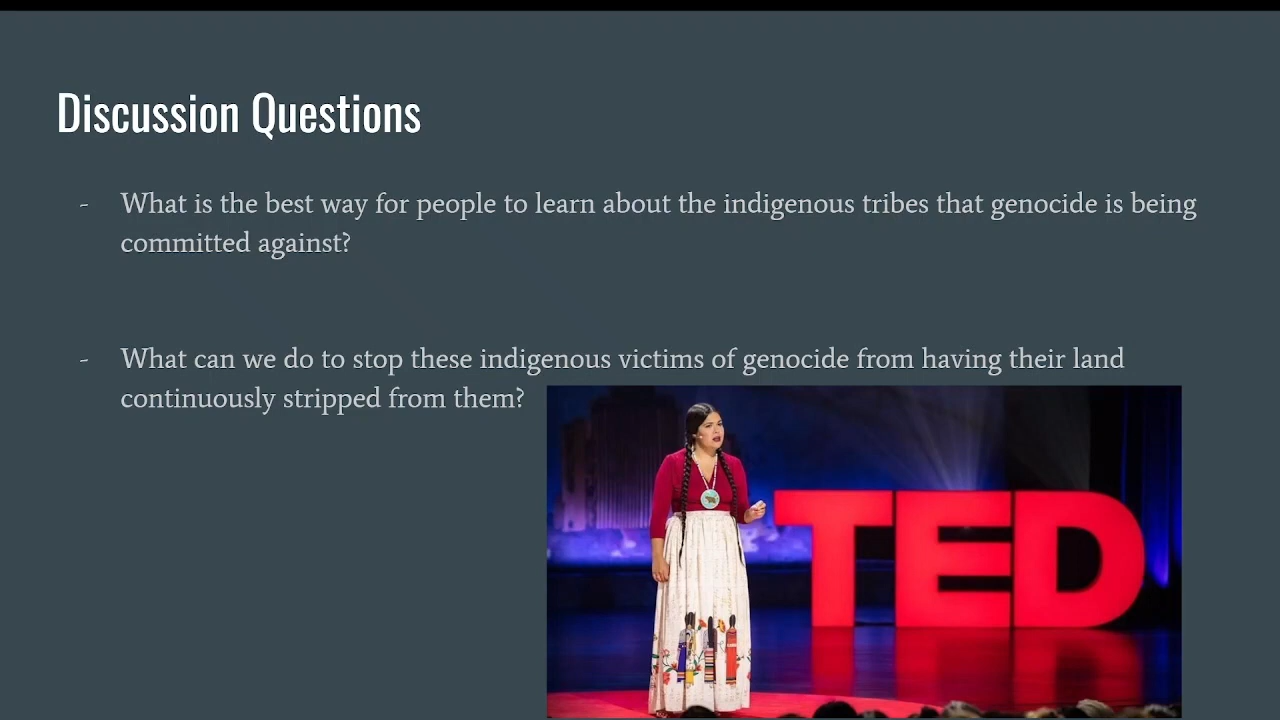 Discussion Questions
- What is the best way for people to learn about the indigenous tribes that genocide is being
committed against?
- What can we do to stop these indigenous victims of genocide from having their land
continuously stripped from them?
TED